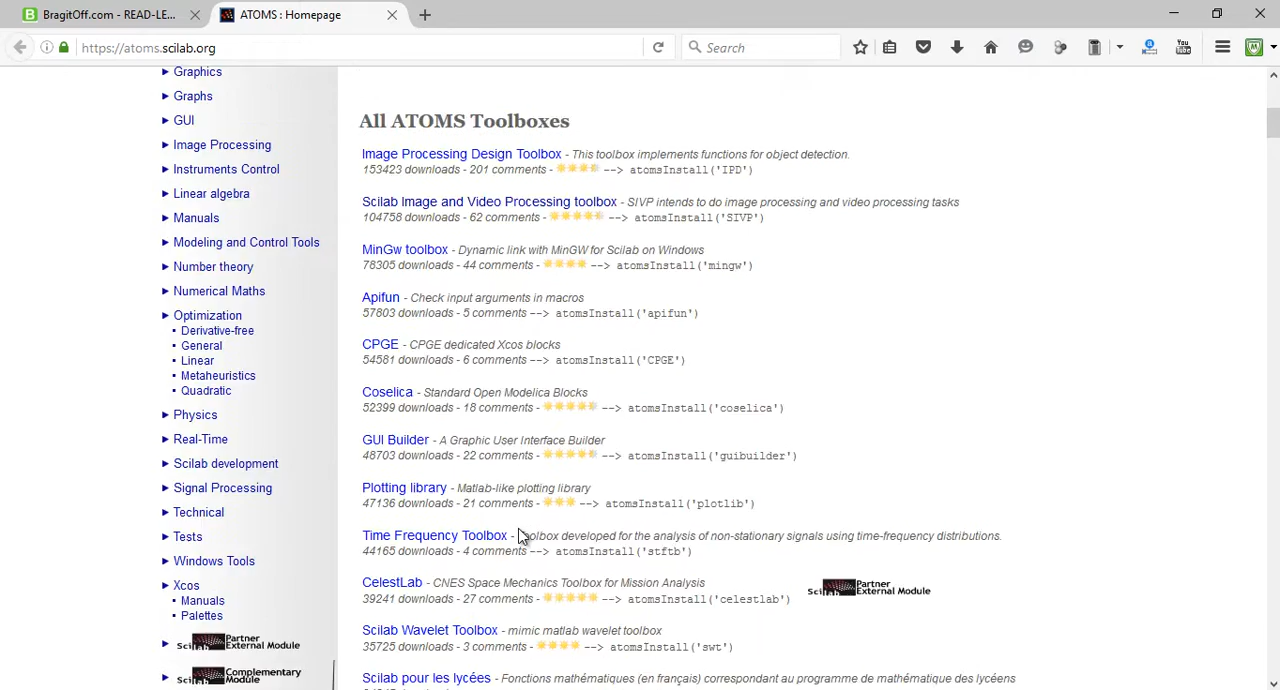 BragitOff.com - READ-LE...
ATOMS : Homepage
https://atoms.scilab.org
Search
You Tube
Graphics
Graphs
GUI
Image Processing
Instruments Control
Linear algebra
Manuals
Modeling and Control Tools
Number theory
Numerical Maths
Optimization
Derivative-free
General
Linear
Metaheuristics
Quadratic
Physics
Real-Time
Scilab development
Signal Processing
Technical
Tests
Windows Tools
Xcos
Manuals
Palettes
Scilab Partner External Module
Scilab Complementary Module
All ATOMS Toolboxes
Image Processing Design Toolbox - This toolbox implements functions for object detection.
153423 downloads - 201 comments - --> atomsInstall('IPD')
Scilab Image and Video Processing toolbox - SIVP intends to do image processing and video processing tasks
104758 downloads - 62 comments - --> atomsInstall('SIVP')
MinGw toolbox - Dynamic link with MinGW for Scilab on Windows
78305 downloads - 44 comments - --> atomsInstall('mingw')
Apifun - Check input arguments in macros
57803 downloads - 5 comments --> atomsInstall('apifun')
CPGE - CPGE dedicated Xcos blocks
54581 downloads - 6 comments --> atomsInstall('CPGE')
Coselica - Standard Open Modelica Blocks
52399 downloads - 18 comments - --> atomsInstall('coselica')
GUI Builder - A Graphic User Interface Builder
48703 downloads - 22 comments - --> atomsInstall('guibuilder')
Plotting library - Matlab-like plotting library
47136 downloads - 21 comments - --> atomsInstall('plotlib')
Time Frequency Toolbox - Toolbox developed for the analysis of non-stationary signals using time-frequency distributions.
44165 downloads - 4 comments --> atomsInstall('stftb')
CelestLab - CNES Space Mechanics Toolbox for Mission Analysis
39241 downloads - 27 comments - --> atomsInstall('celestlab')
Scilab Partner External Module
Scilab Wavelet Toolbox - mimic matlab wavelet toolbox
35725 downloads - 3 comments - --> atomsInstall('swt')
Scilab pour les lycées - Fonctions mathématiques (en français) correspondant au programme de mathématique des lycées